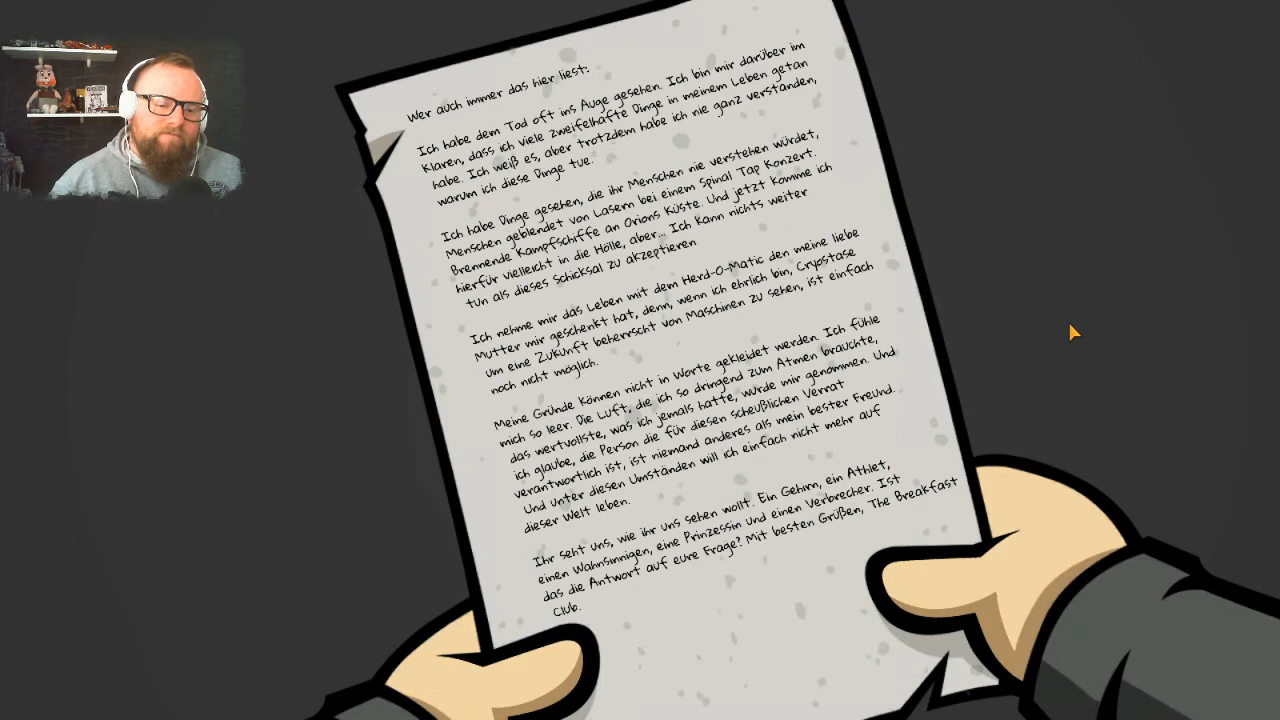 Wer auch immer das hier liest:
Ich habe dem Tod oft ins Auge gesehen. Ich bin mir darüber im
Klaren, dass ich viele zweifelhafte Dinge in meinem Leben getan
habe. Ich weiß es, aber trotzdem habe ich nie ganz verstanden,
warum ich diese Dinge tue.
Ich habe Dinge gesehen, die ihr Menschen nie verstehen würdet,
Menschen geblendet von Lasern bei einem Spinal Tap Konzert.
Brennende Kampfschiffe an Orions Küste. Und jetzt komme ich
hierfür vielleicht in die Hölle, aber... Ich kann nichts weiter
tun als dieses Schicksal zu akzeptieren.
Ich nehme mir das Leben mit dem Herd-O-Matic den meine liebe
Mutter mir geschenkt hat, denn, wenn ich ehrlich bin, Cryostase
um eine Zukunft beherrscht von Maschinen zu sehen, ist einfach
noch nicht möglich.
Meine Gründe können nicht in Worte gekleidet werden. Ich fühle
mich so leer. Die Luft, die ich so dringend zum Atmen brauchte,
das wertvollste, was ich jemals hatte, wurde mir genommen. Und
ich glaube, die Person die für diesen scheußlichen Verrat
verantwortlich ist, ist niemand anderes als mein bester Freund.
Und unter diesen Umständen will ich einfach nicht mehr auf
dieser Welt leben.
Ihr seht uns, wie ihr uns sehen wollt. Ein Gehirn, ein Athlet,
einen Wahnsinnigen, eine Prinzessin und einen Verbrecher. Ist
das die Antwort auf eure Frage? Mit besten Grüßen, The Breakfast
Club.